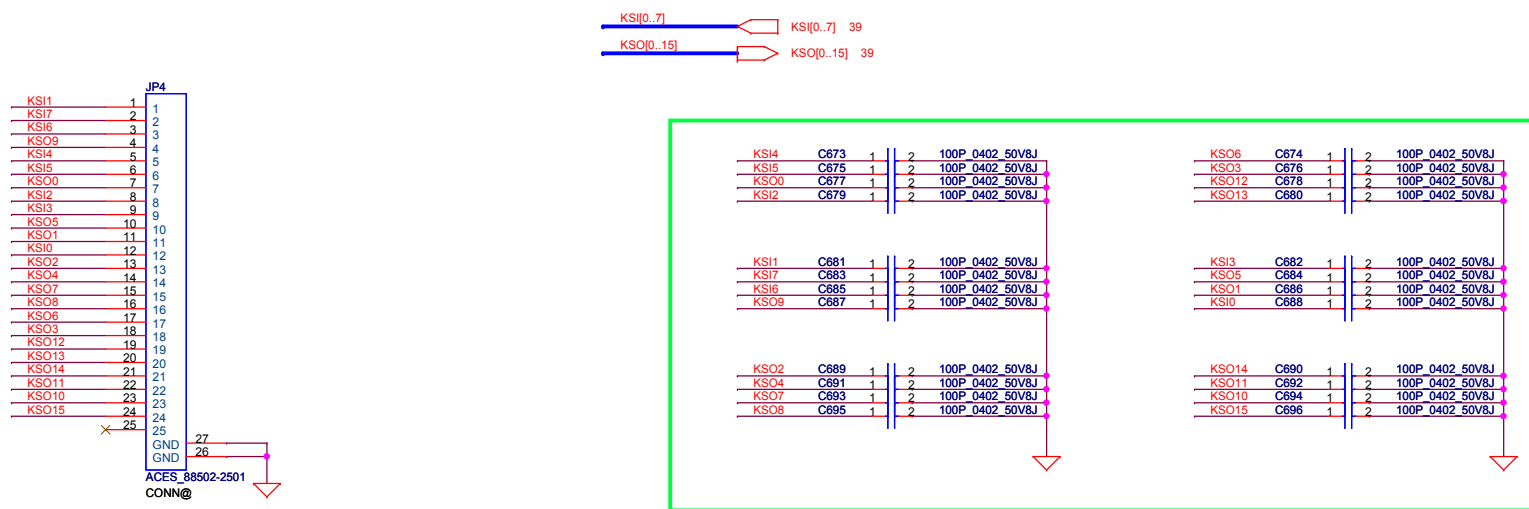 KSI[0..7] KSI[0..7] 39
KSO[0..15] KSO[0..15] 39
JP4
KSI1 1 1
KSI7 2 2
KSI6 3 3
KSO9 4 4
KSI4 5 5
KSI5 6 6
KSO0 7 7
KSI2 8 8
KSI3 9 9
KSO5 10 10
KSO1 11 11
KSI0 12 12
KSO2 13 13
KSO4 14 14
KSO7 15 15
KSO8 16 16
KSO6 17 17
KSO3 18 18
KSO12 19 19
KSO13 20 20
KSO14 21 21
KSO11 22 22
KSO10 23 23
KSO15 24 24
25 25
GND 27
GND 26
ACES_88502-2501
CONN@
KSI4 C673 1 2 100P_0402_50V8J
KSI5 C675 1 2 100P_0402_50V8J
KSO0 C677 1 2 100P_0402_50V8J
KSI2 C679 1 2 100P_0402_50V8J
KSI1 C681 1 2 100P_0402_50V8J
KSI7 C683 1 2 100P_0402_50V8J
KSI6 C685 1 2 100P_0402_50V8J
KSO9 C687 1 2 100P_0402_50V8J
KSO2 C689 1 2 100P_0402_50V8J
KSO4 C691 1 2 100P_0402_50V8J
KSO7 C693 1 2 100P_0402_50V8J
KSO8 C695 1 2 100P_0402_50V8J
KSO6 C674 1 2 100P_0402_50V8J
KSO3 C676 1 2 100P_0402_50V8J
KSO12 C678 1 2 100P_0402_50V8J
KSO13 C680 1 2 100P_0402_50V8J
KSI3 C682 1 2 100P_0402_50V8J
KSO5 C684 1 2 100P_0402_50V8J
KSO1 C686 1 2 100P_0402_50V8J
KSI0 C688 1 2 100P_0402_50V8J
KSO14 C690 1 2 100P_0402_50V8J
KSO11 C692 1 2 100P_0402_50V8J
KSO10 C694 1 2 100P_0402_50V8J
KSO15 C696 1 2 100P_0402_50V8J